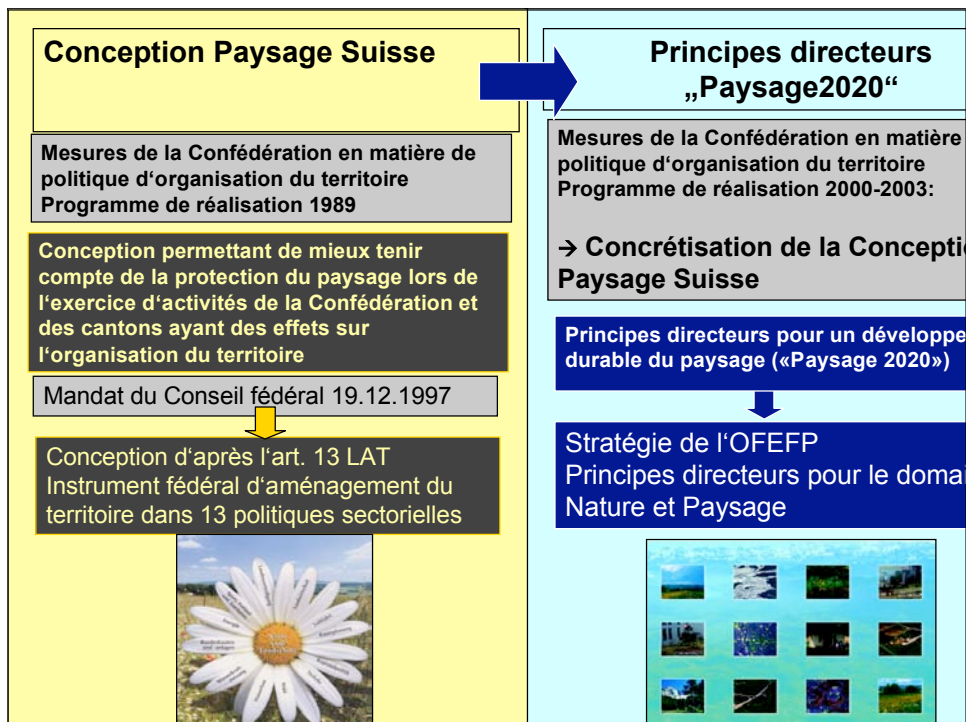 Conception Paysage Suisse
Mesures de la Confédération en matière de
politique d‘organisation du territoire
Programme de réalisation 1989
Conception permettant de mieux tenir
compte de la protection du paysage lors de
l‘exercice d‘activités de la Confédération et
des cantons ayant des effets sur
l‘organisation du territoire
Mandat du Conseil fédéral 19.12.1997
Conception d‘après l‘art. 13 LAT
Instrument fédéral d‘aménagement du
territoire dans 13 politiques sectorielles
Principes directeurs
„Paysage2020“
Mesures de la Confédération en matière
politique d‘organisation du territoire
Programme de réalisation 2000-2003:
→ Concrétisation de la Concepti
Paysage Suisse
Principes directeurs pour un développe
durable du paysage («Paysage 2020»)
Stratégie de l‘OFEFP
Principes directeurs pour le domai
Nature et Paysage